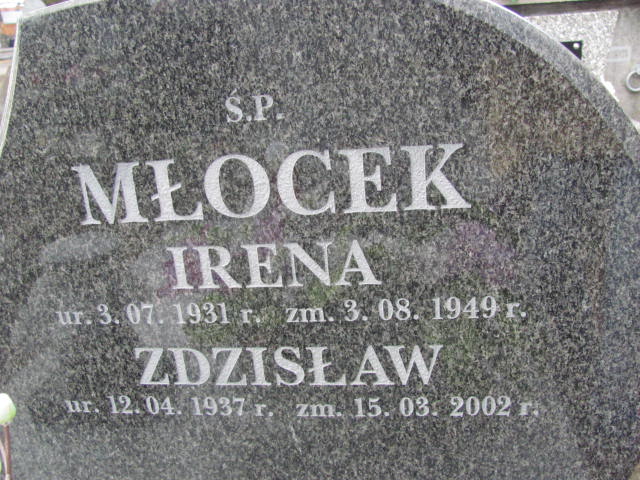 Ś.P.
MŁOCEK
IRENA
ur. 3. 07. 1931 r. zm. 3. 08. 1949 r.
ZDZISŁAW
ur. 12. 04. 1937 r. zm. 15. 03. 2002 r.